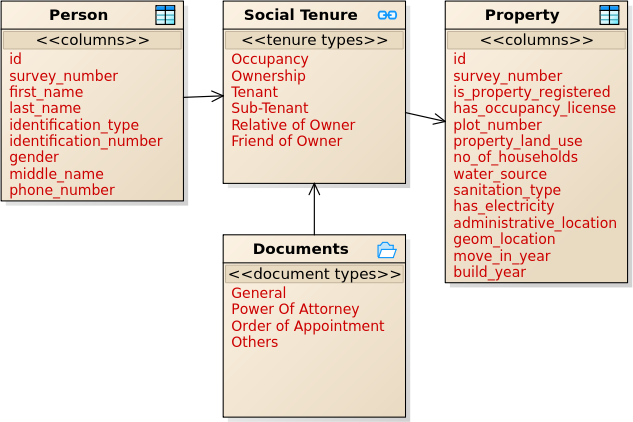 Person
<<columns>>
id
survey_number
first_name
last_name
identification_type
identification_number
gender
middle_name
phone_number
Social Tenure
<<tenure types>>
Occupancy
Ownership
Tenant
Sub-Tenant
Relative of Owner
Friend of Owner
Property
<<columns>>
id
survey_number
is_property_registered
has_occupancy_license
plot_number
property_land_use
no_of_households
water_source
sanitation_type
has_electricity
administrative_location
geom_location
move_in_year
build_year
Documents
<<document types>>
General
Power Of Attorney
Order of Appointment
Others